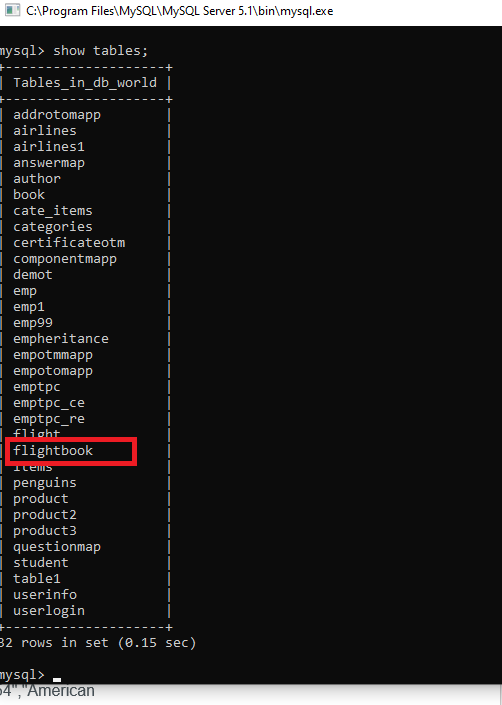 C:\Program Files\MySQL\MySQL Server 5.1\bin\mysql.exe
mysql> show tables;
+--------------------+
| Tables_in_db_world |
+--------------------+
| addrotomapp |
| airlines |
| airlines1 |
| answermap |
| author |
| book |
| cate_items |
| categories |
| certificateotm |
| componentmapp |
| demot |
| emp |
| emp1 |
| emp99 |
| empheritance |
| empotmmapp |
| empotomapp |
| emptpc |
| emptpc_ce |
| emptpc_re |
| flight |
| flightbook |
| items |
| penguins |
| product |
| product2 |
| product3 |
| questionmap |
| student |
| table1 |
| userinfo |
| userlogin |
+--------------------+
32 rows in set (0.15 sec)
mysql> _
54","American